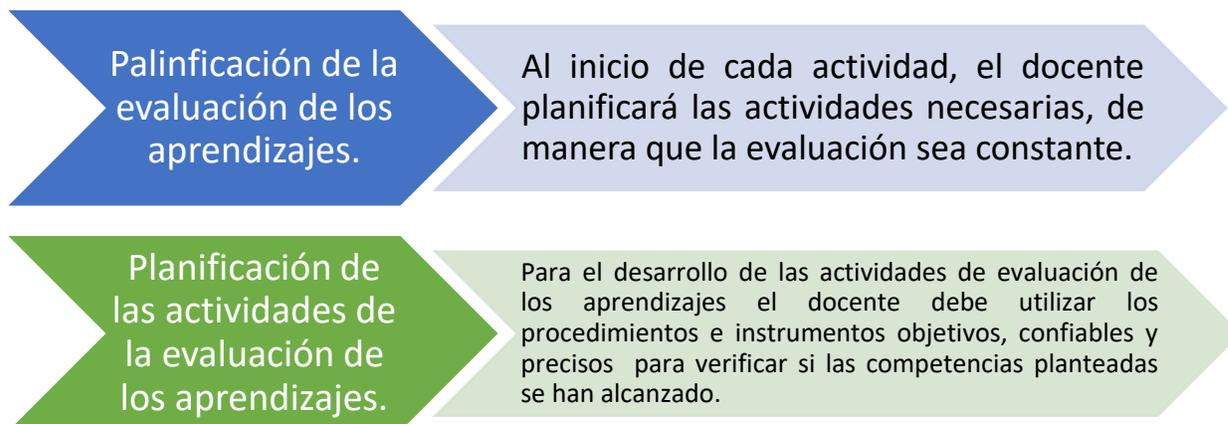 Palinficación de la
evaluación de los
aprendizajes.
Al inicio de cada actividad, el docente
planificará las actividades necesarias, de
manera que la evaluación sea constante.
Planificación de
las actividades de
la evaluación de
los aprendizajes.
Para el desarrollo de las actividades de evaluación de
los aprendizajes el docente debe utilizar los
procedimientos e instrumentos objetivos, confiables y
precisos para verificar si las competencias planteadas
se han alcanzado.